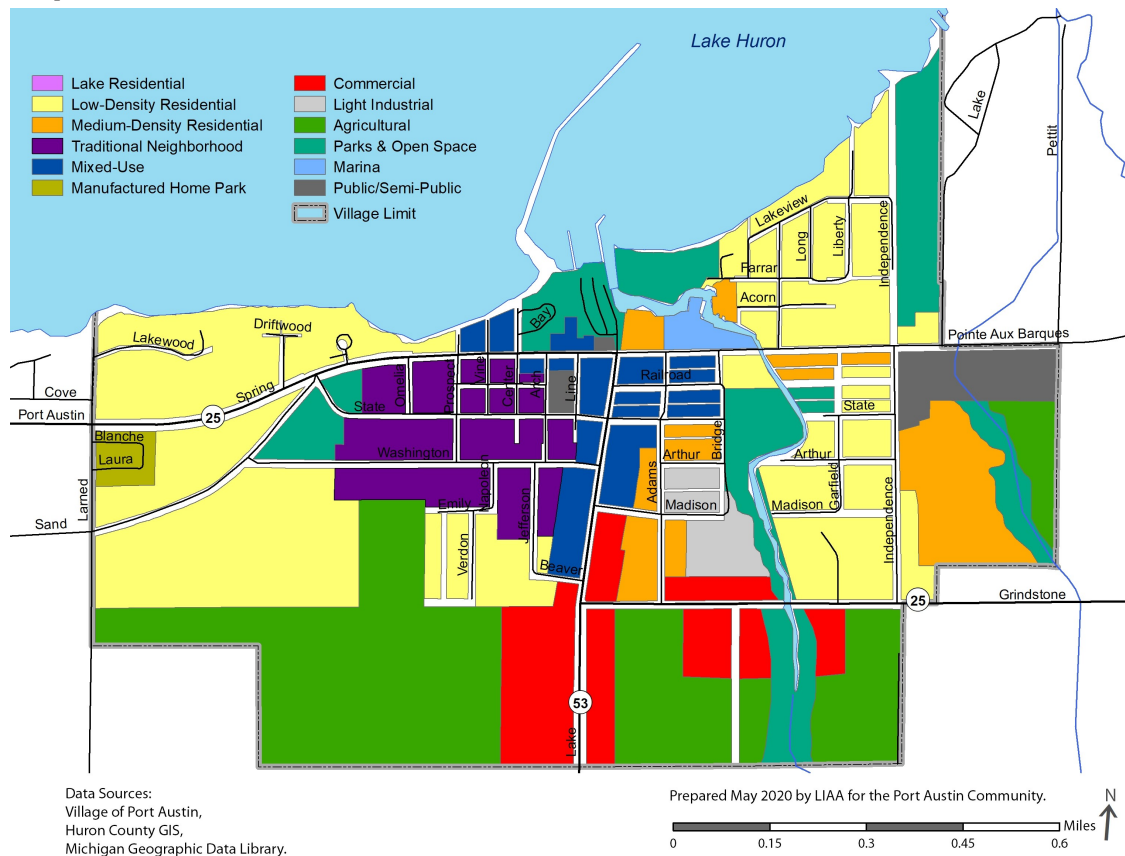 Lake Huron
Lake Residential
Low-Density Residential
Medium-Density Residential
Traditional Neighborhood
Mixed-Use
Manufactured Home Park
Commercial
Light Industrial
Agricultural
Parks & Open Space
Marina
Public/Semi-Public
Village Limit
Lake
Pettit
Lakeview
Long
Liberty
Independence
Farrar
Acorn
Pointe Aux Barques
Bay
Driftwood
Lakewood
Cove
Port Austin
25
Spring
State
Omelia
Prospect
Vine
Center
Arch
Line
Railroad
State
Blanche
Laura
Washington
Arthur
Bridge
Arthur
Larned
Sand
Emily
Napoleon
Jefferson
Adams
Madison
Madison
Garfield
Verdon
Beaver
Independence
25
Grindstone
53
Lake
Data Sources:
Village of Port Austin,
Huron County GIS,
Michigan Geographic Data Library.
Prepared May 2020 by LIAA for the Port Austin Community.
N
Miles
0 0.15 0.3 0.45 0.6